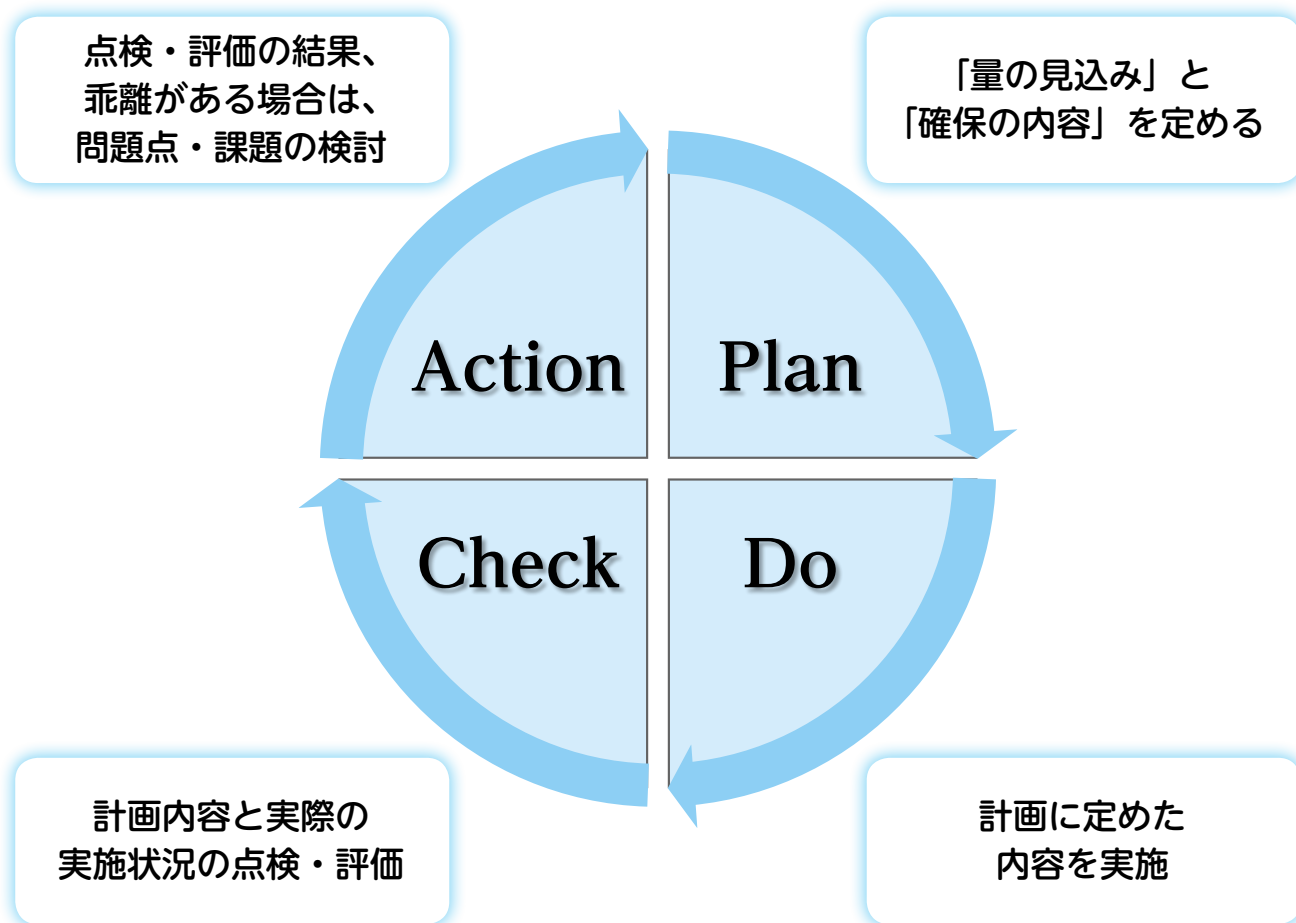 点検・評価の結果、
乖離がある場合は、
問題点・課題の検討
「量の見込み」と
「確保の内容」を定める
Action
Plan
Check
Do
計画内容と実際の
実施状況の点検・評価
計画に定めた
内容を実施